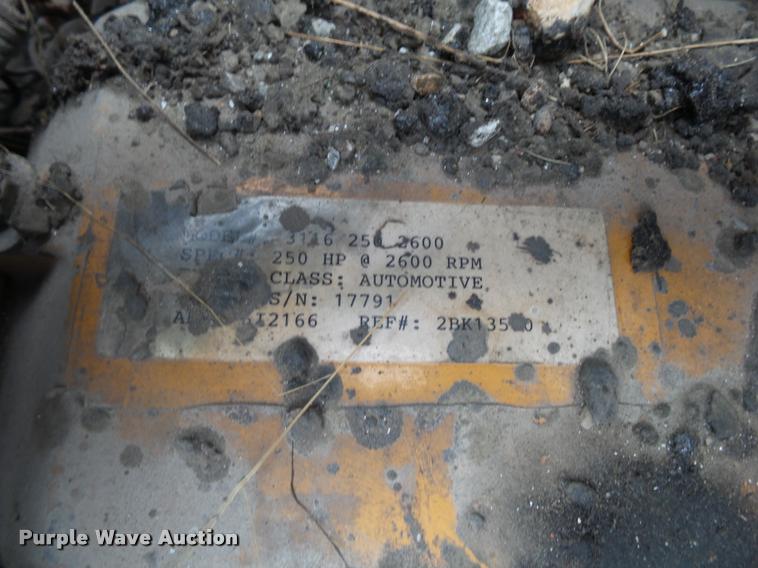 3116 250 2600
250 HP @ 2600 RPM
CLASS: AUTOMOTIVE
S/N: 17791
REF#:
Purple Wave Auction